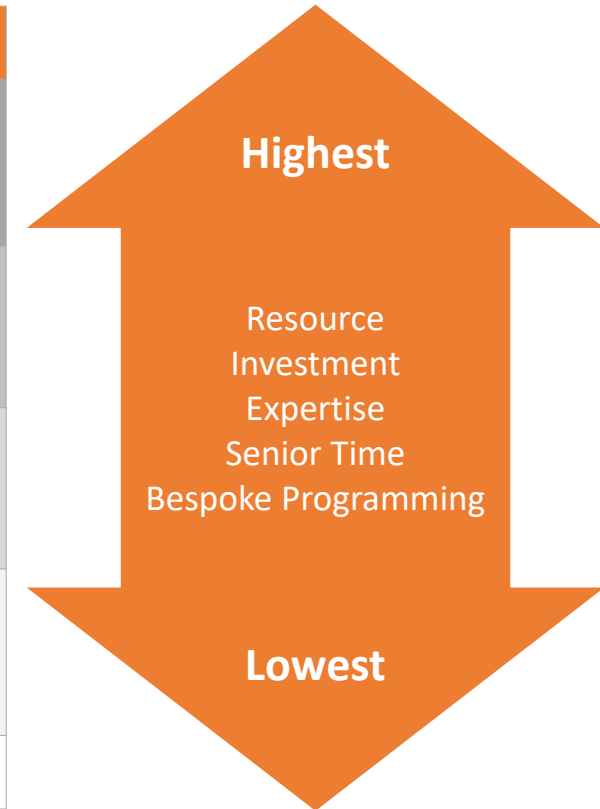 Highest
Resource
Investment
Expertise
Senior Time
Bespoke Programming
Lowest